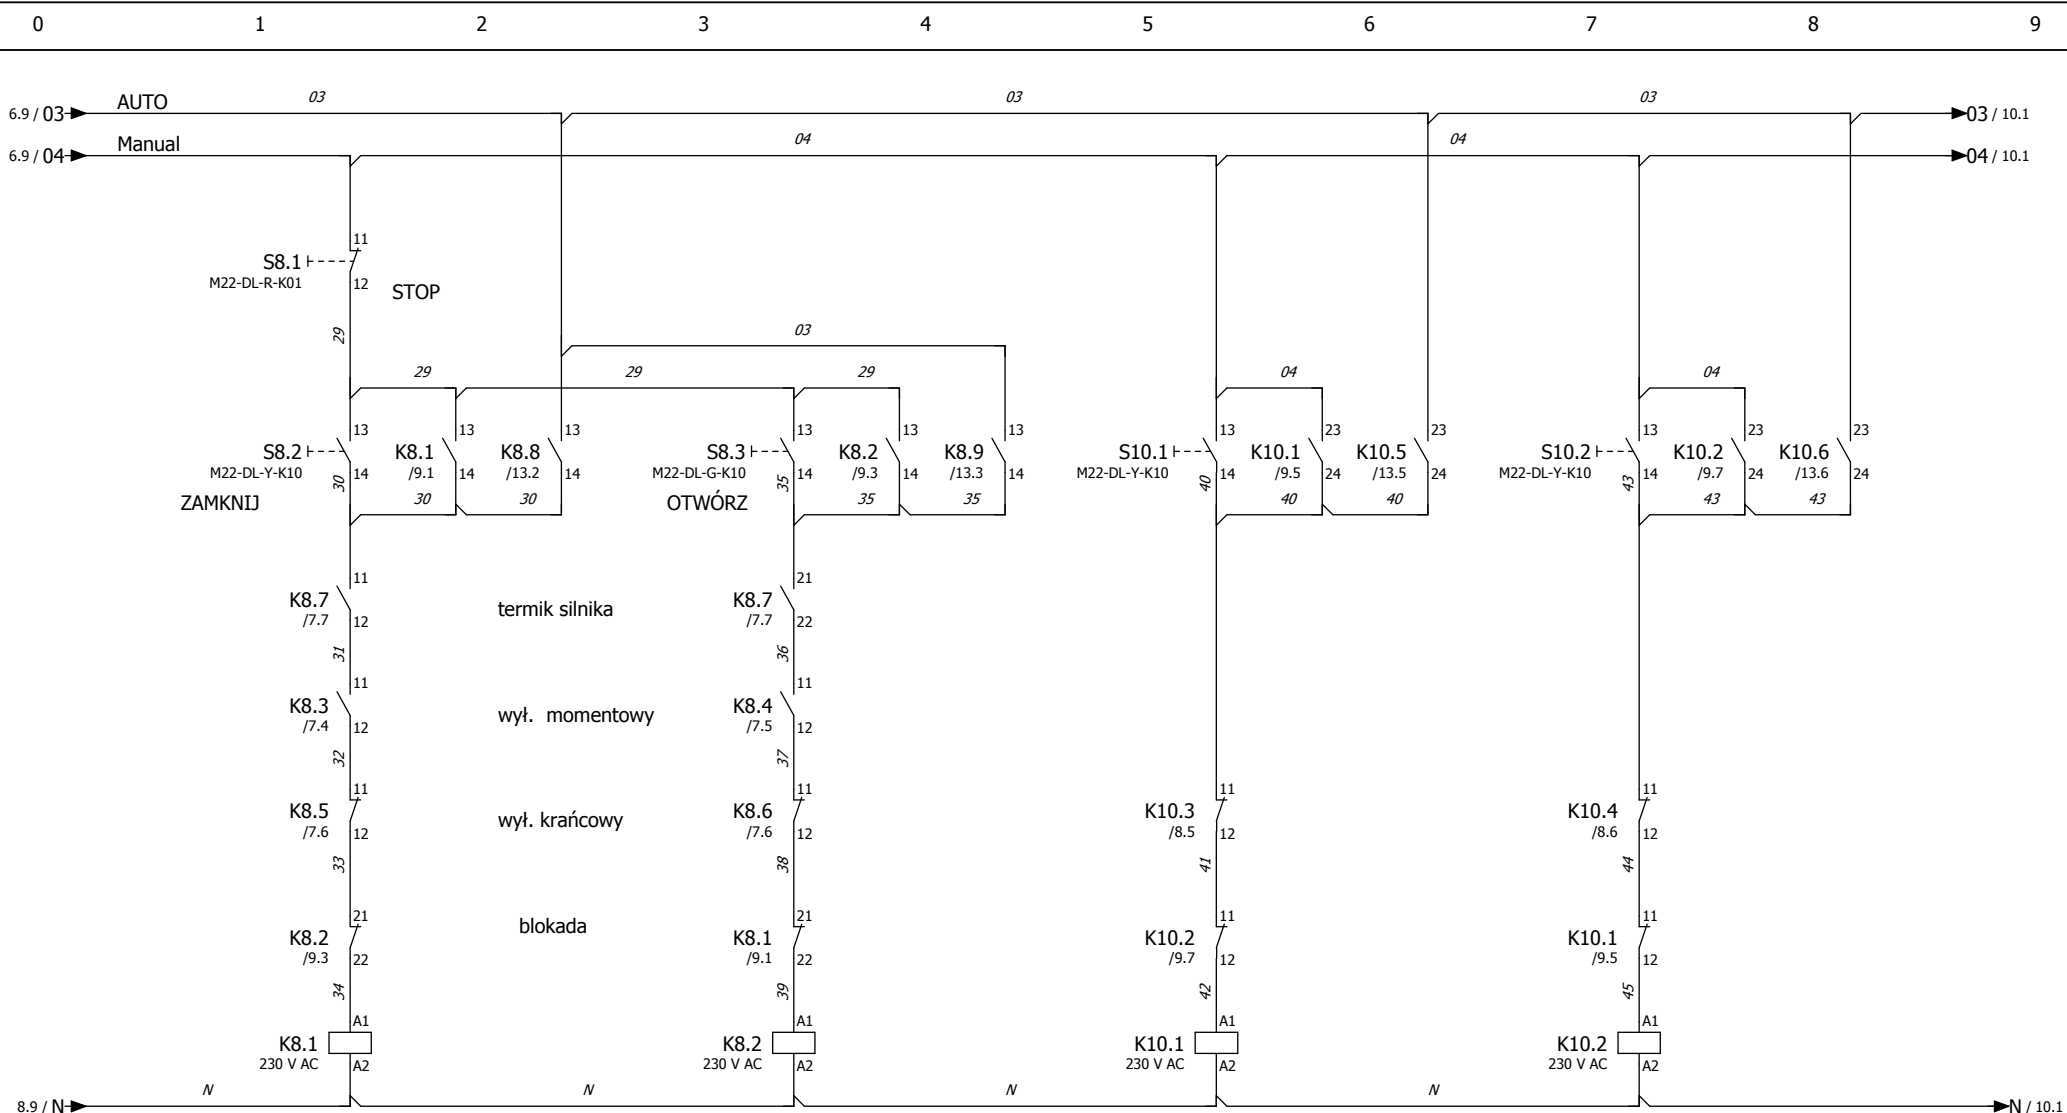 0 1 2 3 4 5 6 7 8 9
03 03 03
AUTO
6.9 / 03 03 / 10.1
Manual 04 04
6.9 / 04 04 / 10.1
11
S8.1
M22-DL-R-K01 12
STOP
29 03
29 29 29 04 04
13 13 13 13 13 13 13 23 23 13 23 23
S8.2 K8.1 K8.8 S8.3 K8.2 K8.9 S10.1 K10.1 K10.5 S10.2 K10.2 K10.6
M22-DL-Y-K10 14 /9.1 14 /13.2 14 M22-DL-G-K10 14 /9.3 14 /13.3 14 M22-DL-Y-K10 14 /9.5 24 /13.5 24 M22-DL-Y-K10 14 /9.7 24 /13.6 24
30 30 30 35 35 35 40 40 40 43 43 43
ZAMKNIJ OTWÓRZ
11 21
K8.7 termik silnika K8.7
/7.7 12 /7.7 22
31 36
11 11
K8.3 wył. momentowy K8.4
/7.4 12 /7.5 12
32 37
11 11 11 11
K8.5 wył. krańcowy K8.6 K10.3 K10.4
/7.6 12 /7.6 12 /8.5 12 /8.6 12
33 38 41 44
21 21 11 11
K8.2 blokada K8.1 K10.2 K10.1
/9.3 22 /9.1 22 /9.7 12 /9.5 12
34 39 42 45
A1 A1 A1 A1
K8.1 K8.2 K10.1 K10.2
230 V AC A2 230 V AC A2 230 V AC A2 230 V AC A2
N N N N
8.9 / N N / 10.1